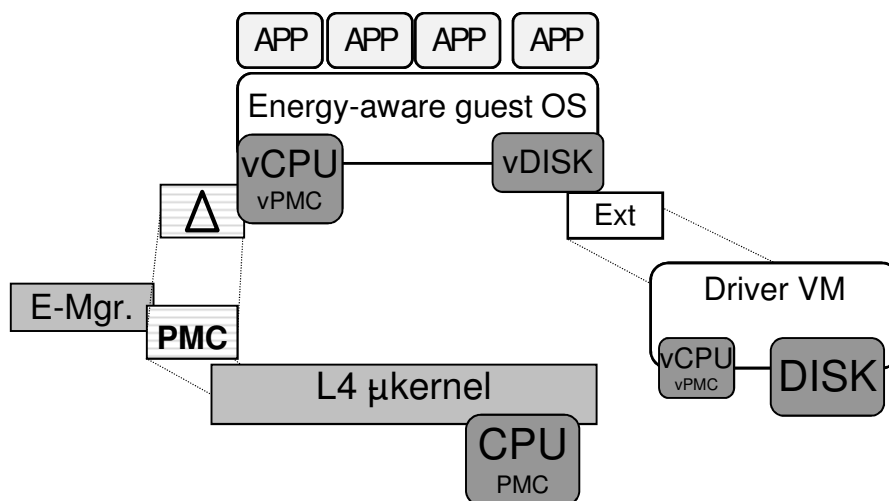 APP APP APP APP
Energy-aware guest OS
vCPU
vPMC
vDISK
Δ
Ext
E-Mgr.
PMC
Driver VM
vCPU
vPMC
DISK
L4 µkernel
CPU
PMC